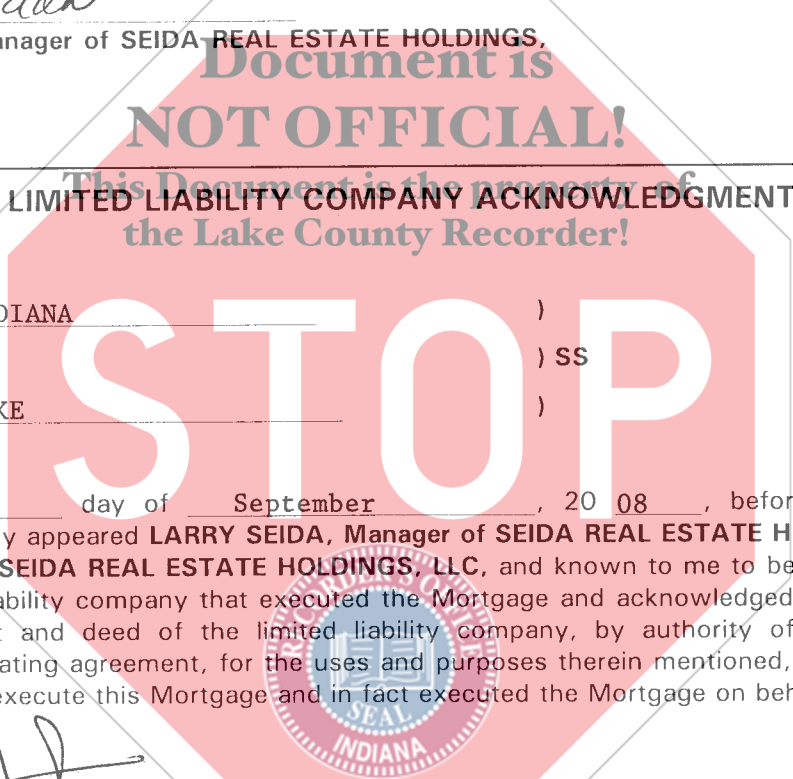 anager of SEIDA REAL ESTATE HOLDINGS,
Document is
NOT OFFICIAL!
This Document is the property of
LIMITED LIABILITY COMPANY ACKNOWLEDGMENT
the Lake County Recorder!
DIANA )
) SS
KE )
STOP
day of September , 20 08 , befor
y appeared LARRY SEIDA, Manager of SEIDA REAL ESTATE H
SEIDA REAL ESTATE HOLDINGS, LLC, and known to me to be
ability company that executed the Mortgage and acknowledged
t and deed of the limited liability company, by authority of
ating agreement, for the uses and purposes therein mentioned,
execute this Mortgage and in fact executed the Mortgage on beh
SEAL
INDIANA